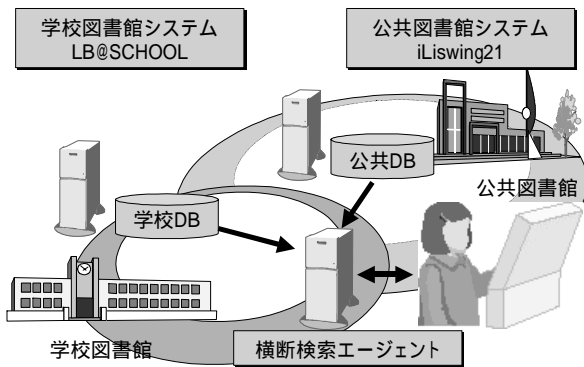 学校図書館システム
LB@SCHOOL
公共図書館システム
iLiswing21
公共DB
公共図書館
学校DB
学校図書館
横断検索エージェント